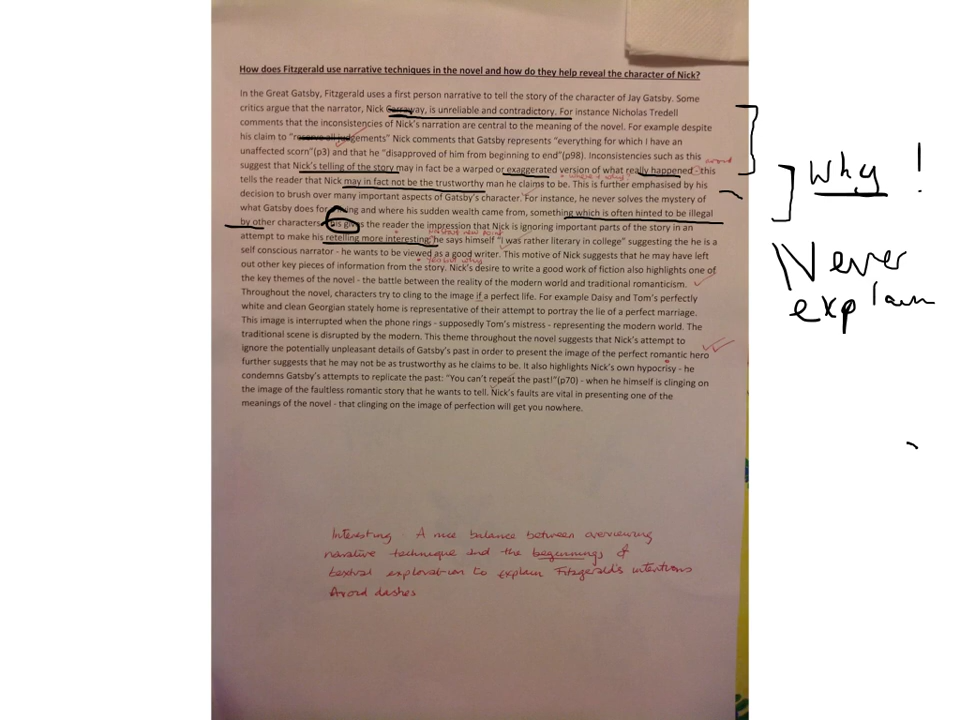 How does Fitzgerald use narrative techniques in the novel and how do they help reveal the character of Nick?
In the Great Gatsby, Fitzgerald uses a first person narrative to tell the story of the character of Jay Gatsby. Some
critics argue that the narrator, Nick Carraway, is unreliable and contradictory. For instance Nicholas Tredell
comments that the inconsistencies of Nick's narration are central to the meaning of the novel. For example despite
his claim to "reserve all judgements" Nick comments that Gatsby represents "everything for which I have an
unaffected scorn"(p3) and that he "disapproved of him from beginning to end"(p98). Inconsistencies such as this
avoid
suggest that Nick's telling of the story may in fact be a warped or exaggerated version of what really happened - this
where & why?
tells the reader that Nick may in fact not be the trustworthy man he claims to be. This is further emphasised by his
decision to brush over many important aspects of Gatsby's character. For instance, he never solves the mystery of
what Gatsby does for living and where his sudden wealth came from, something which is often hinted to be illegal
by other characters. This gives the reader the impression that Nick is ignoring important parts of the story in an
new point
attempt to make his retelling more interesting, he says himself "I was rather literary in college" suggesting the he is a
self conscious narrator - he wants to be viewed as a good writer. This motive of Nick suggests that he may have left
why
out other key pieces of information from the story. Nick's desire to write a good work of fiction also highlights one of
the key themes of the novel - the battle between the reality of the modern world and traditional romanticism.
Throughout the novel, characters try to cling to the image if a perfect life. For example Daisy and Tom's perfectly
white and clean Georgian stately home is representative of their attempt to portray the lie of a perfect marriage.
This image is interrupted when the phone rings - supposedly Tom's mistress - representing the modern world. The
traditional scene is disrupted by the modern. This theme throughout the novel suggests that Nick's attempt to
ignore the potentially unpleasant details of Gatsby's past in order to present the image of the perfect romantic hero
further suggests that he may not be as trustworthy as he claims to be. It also highlights Nick's own hypocrisy - he
condemns Gatsby's attempts to replicate the past: "You can't repeat the past!"(p70) - when he himself is clinging on
the image of the faultless romantic story that he wants to tell. Nick's faults are vital in presenting one of the
meanings of the novel - that clinging on the image of perfection will get you nowhere.
Interesting. A nice balance between overviewing
narrative technique and the beginnings of
textual exploration to explain Fitzgerald's intentions
Avoid dashes
Why !
Never
explain